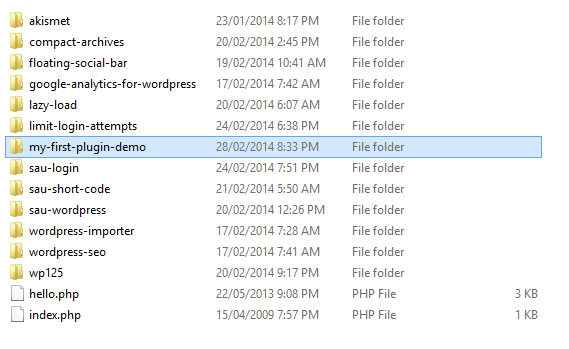 akismet 23/01/2014 8:17 PM File folder
compact-archives 20/02/2014 2:45 PM File folder
floating-social-bar 19/02/2014 10:41 AM File folder
google-analytics-for-wordpress 17/02/2014 7:42 AM File folder
lazy-load 20/02/2014 6:07 AM File folder
limit-login-attempts 24/02/2014 6:38 PM File folder
my-first-plugin-demo 28/02/2014 8:33 PM File folder
sau-login 24/02/2014 7:51 PM File folder
sau-short-code 21/02/2014 5:50 AM File folder
sau-wordpress 20/02/2014 12:26 PM File folder
wordpress-importer 17/02/2014 7:28 AM File folder
wordpress-seo 17/02/2014 7:41 AM File folder
wp125 20/02/2014 9:17 PM File folder
hello.php 22/05/2013 9:08 PM PHP File 3 KB
index.php 15/04/2009 7:57 PM PHP File 1 KB